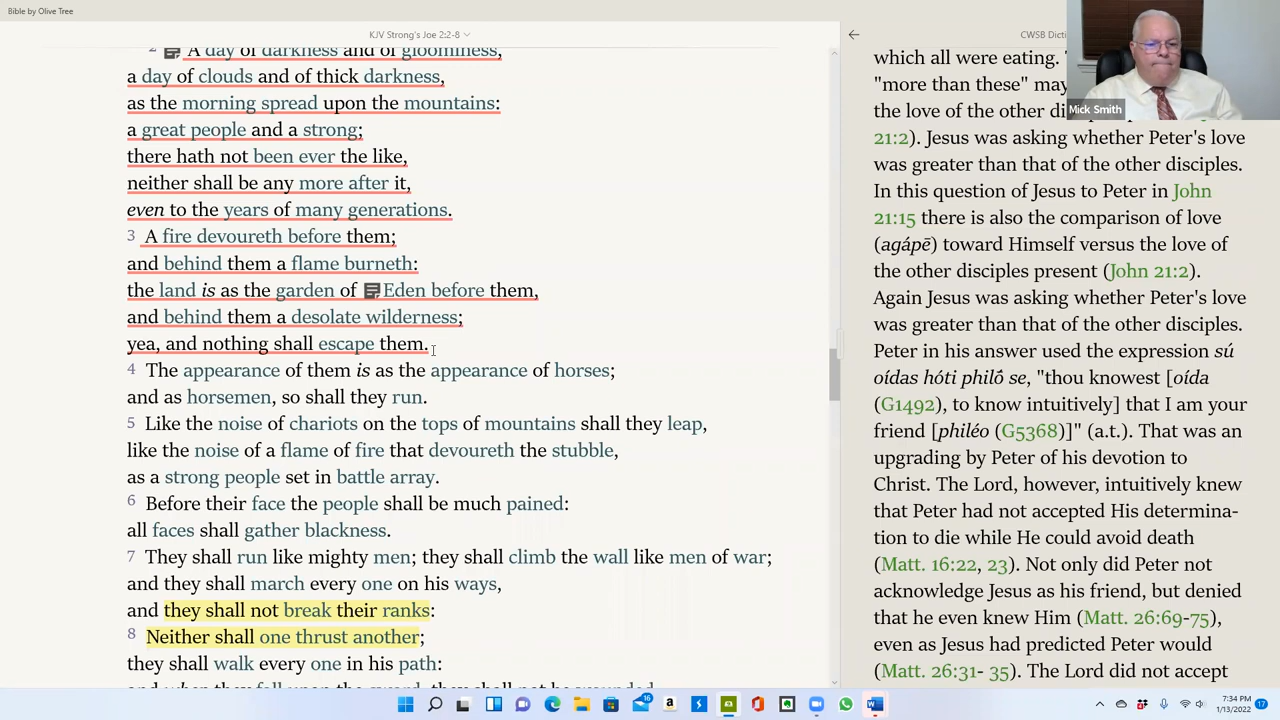 Bible by Olive Tree
KJV Strong's Joe 2:2-8
2 A day of darkness and of gloominess,
a day of clouds and of thick darkness,
as the morning spread upon the mountains:
a great people and a strong;
there hath not been ever the like,
neither shall be any more after it,
even to the years of many generations.
3 A fire devoureth before them;
and behind them a flame burneth:
the land is as the garden of Eden before them,
and behind them a desolate wilderness;
yea, and nothing shall escape them.
4 The appearance of them is as the appearance of horses;
and as horsemen, so shall they run.
5 Like the noise of chariots on the tops of mountains shall they leap,
like the noise of a flame of fire that devoureth the stubble,
as a strong people set in battle array.
6 Before their face the people shall be much pained:
all faces shall gather blackness.
7 They shall run like mighty men; they shall climb the wall like men of war;
and they shall march every one on his ways,
and they shall not break their ranks:
8 Neither shall one thrust another;
they shall walk every one in his path:
CWSB Dict
which all were eating.
"more than these" may
the love of the other
21:2). Jesus was asking whether Peter's love
was greater than that of the other disciples.
In this question of Jesus to Peter in John
21:15 there is also the comparison of love
(agápē) toward Himself versus the love of
the other disciples present (John 21:2).
Again Jesus was asking whether Peter's love
was greater than that of the other disciples.
Peter in his answer used the expression sú
oídas hóti philṓ se, "thou knowest [oída
(G1492), to know intuitively] that I am your
friend [philéo (G5368)]" (a.t.). That was an
upgrading by Peter of his devotion to
Christ. The Lord, however, intuitively knew
that Peter had not accepted His determina-
tion to die while He could avoid death
(Matt. 16:22, 23). Not only did Peter not
acknowledge Jesus as his friend, but denied
that he even knew Him (Matt. 26:69-75),
even as Jesus had predicted Peter would
(Matt. 26:31- 35). The Lord did not accept
Mick Smith
16
7:34 PM
1/13/2022
17